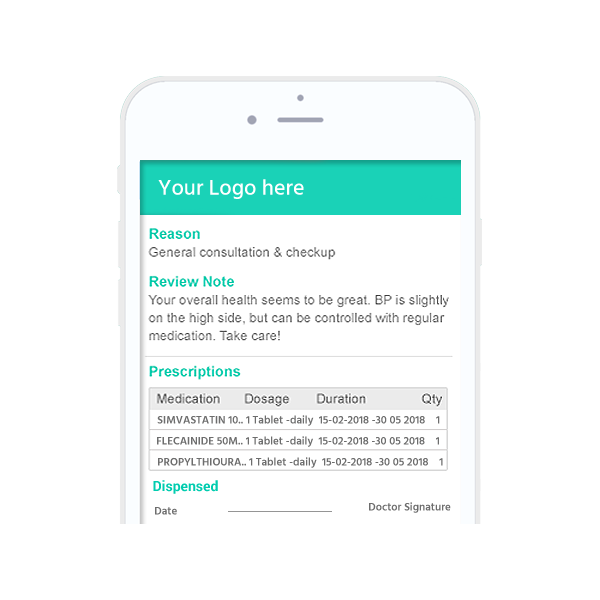 Your Logo here
Reason
General consultation & checkup
Review Note
Your overall health seems to be great. BP is slightly
on the high side, but can be controlled with regular
medication. Take care!
Prescriptions
Medication Dosage Duration Qty
SIMVASTATIN 10.. 1 Tablet -daily 15-02-2018 -30 05 2018 1
FLECAINIDE 50M.. 1 Tablet -daily 15-02-2018 -30 05 2018 1
PROPYLTHIOURA.. 1 Tablet -daily 15-02-2018 -30 05 2018 1
Dispensed
Date Doctor Signature